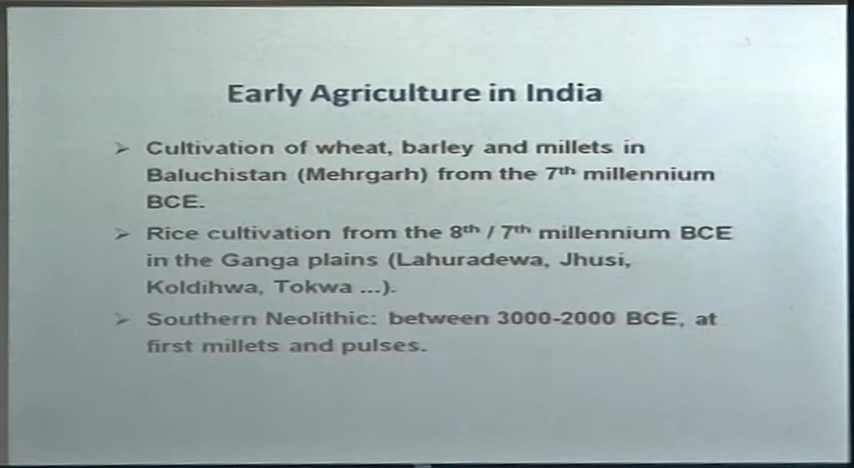 Early Agriculture in India
➢ Cultivation of wheat, barley and millets in
Baluchistan (Mehrgarh) from the 7th millennium
BCE.
➢ Rice cultivation from the 8th / 7th millennium BCE
in the Ganga plains (Lahuradewa, Jhusi,
Koldihwa, Tokwa ...).
➢ Southern Neolithic: between 3000-2000 BCE, at
first millets and pulses.